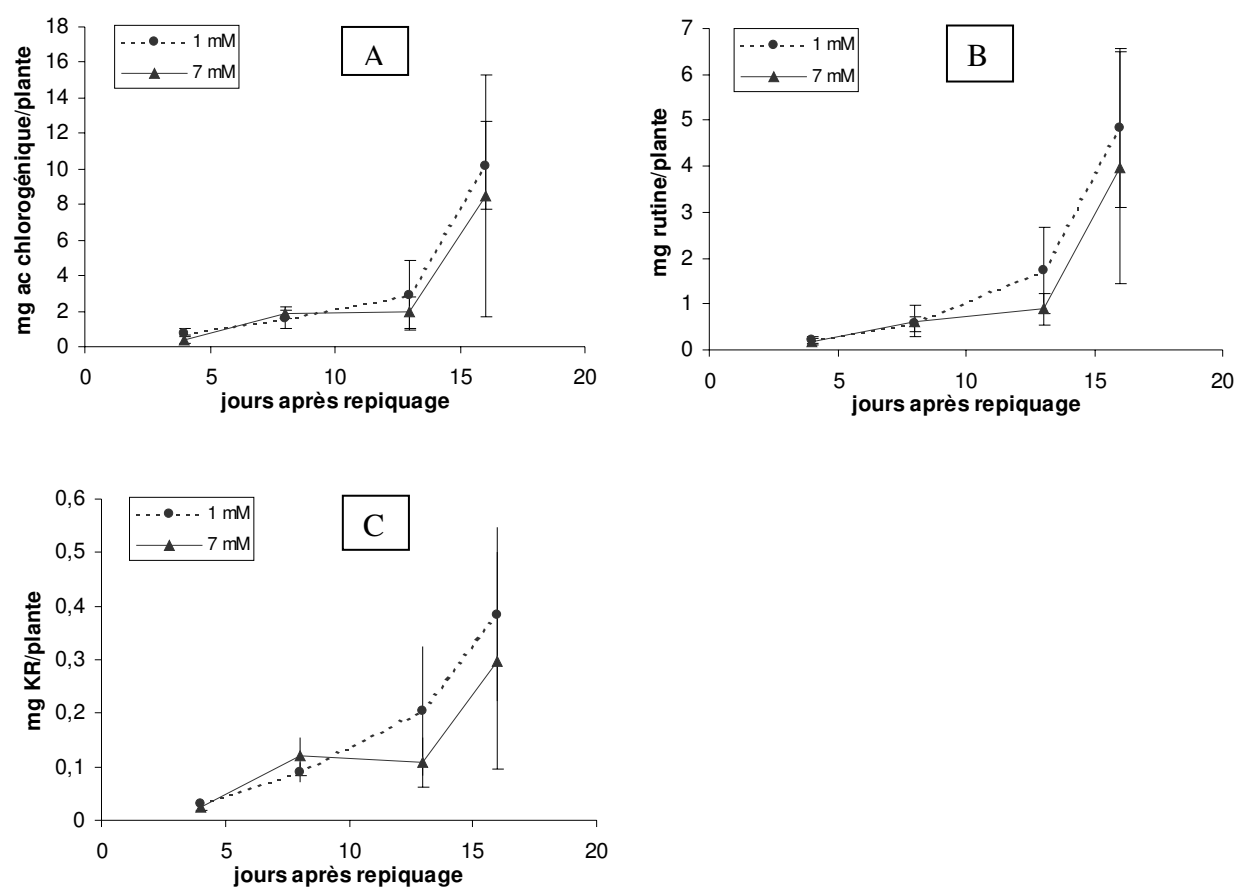 A
1 mM
7 mM
mg ac chlorogénique/plante
18
16
14
12
10
8
6
4
2
0
0 5 10 15 20
jours après repiquage
B
1 mM
7 mM
mg rutine/plante
7
6
5
4
3
2
1
0
0 5 10 15 20
jours après repiquage
C
1 mM
7 mM
mg KR/plante
0,6
0,5
0,4
0,3
0,2
0,1
0
0 5 10 15 20
jours après repiquage